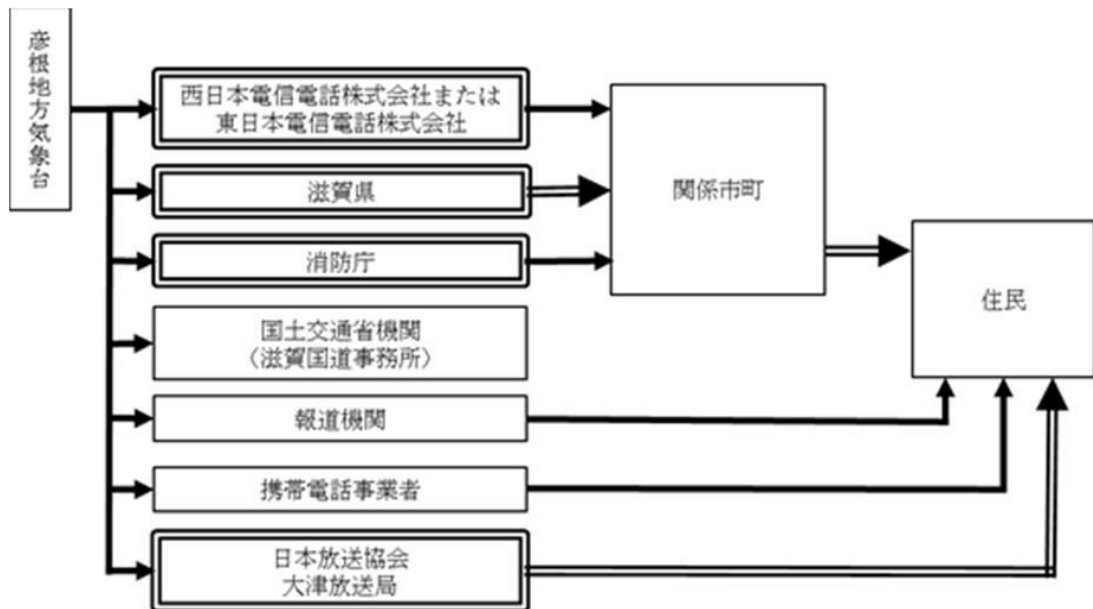 彦根地方気象台
西日本電信電話株式会社または
東日本電信電話株式会社
滋賀県
消防庁
国土交通省機関
（滋賀国道事務所）
報道機関
携帯電話事業者
日本放送協会
大津放送局
関係市町
住民